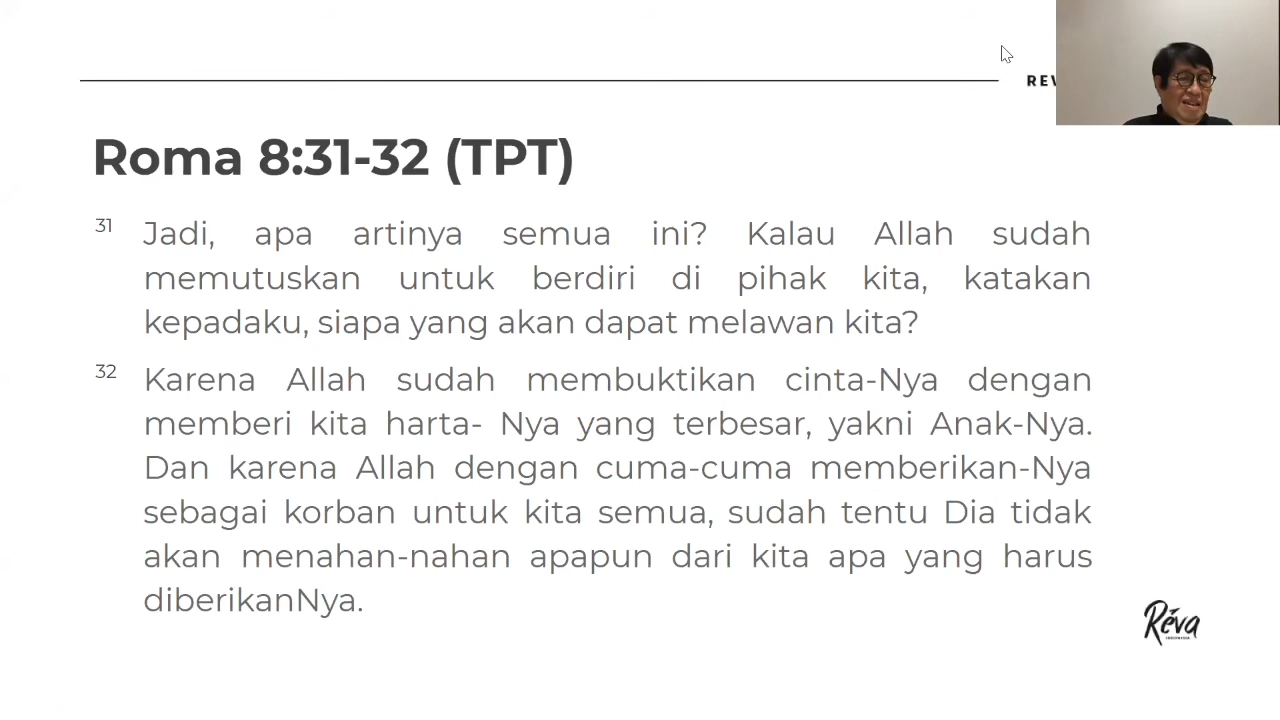 Roma 8:31-32 (TPT)
31 Jadi, apa artinya semua ini? Kalau Allah sudah
memutuskan untuk berdiri di pihak kita, katakan
kepadaku, siapa yang akan dapat melawan kita?
32 Karena Allah sudah membuktikan cinta-Nya dengan
memberi kita harta- Nya yang terbesar, yakni Anak-Nya.
Dan karena Allah dengan cuma-cuma memberikan-Nya
sebagai korban untuk kita semua, sudah tentu Dia tidak
akan menahan-nahan apapun dari kita apa yang harus
diberikanNya.
Réva
INDONESIA